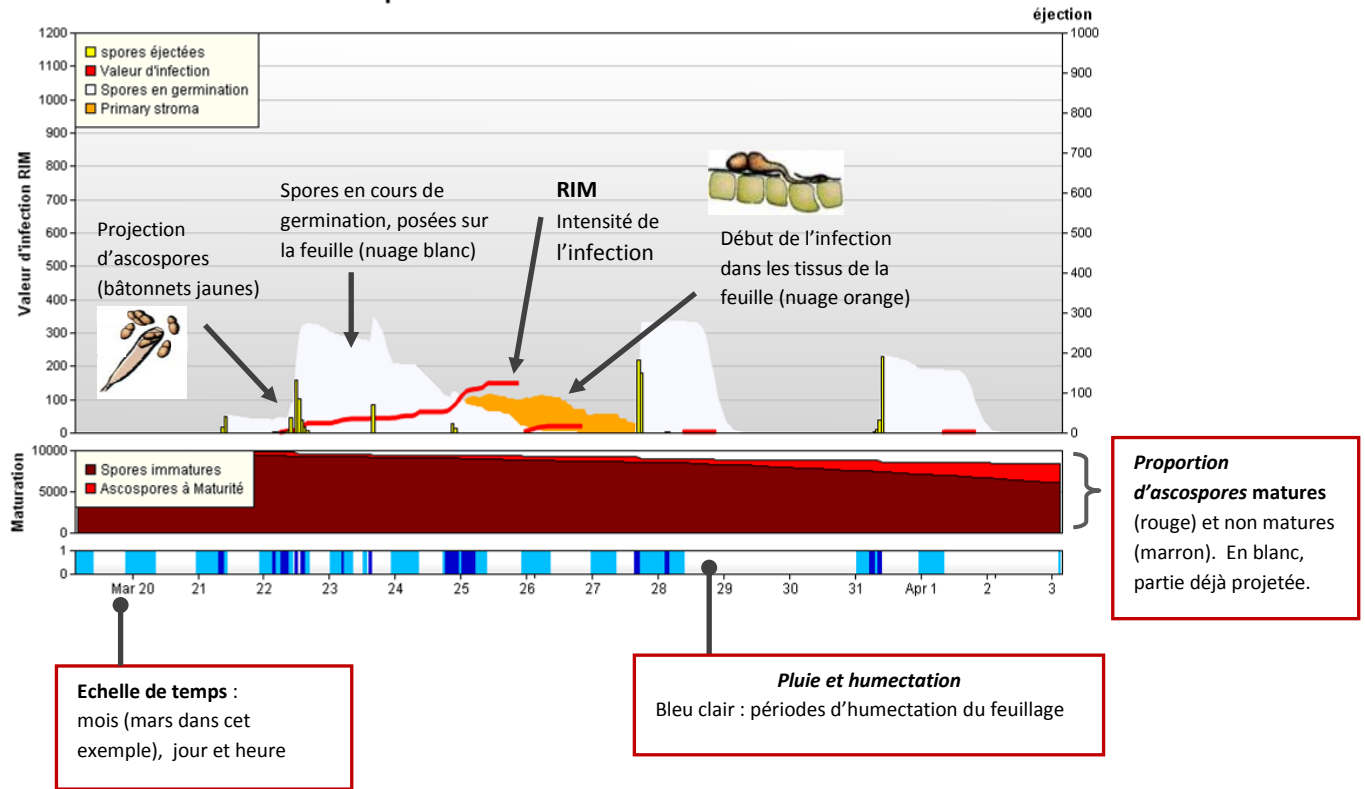 éjection
1200
1100
1000
900
800
700
600
500
400
300
200
100
0
Valeur d'infection RIM
spores éjectées
Valeur d'infection
Spores en germination
Primary stroma
Projection
d'ascospores
(bâtonnets jaunes)
Spores en cours de
germination, posées sur
la feuille (nuage blanc)
RIM
Intensité de
l'infection
Début de l'infection
dans les tissus de la
feuille (nuage orange)
1000
900
800
700
600
500
400
300
200
100
0
Maturation
10000
5000
0
Spores immatures
Ascospores à Maturité
1
0
Mar 20 21 22 23 24 25 26 27 28 29 30 31 Apr 1 2 3
Proportion
d'ascospores matures
(rouge) et non matures
(marron). En blanc,
partie déjà projetée.
Echelle de temps :
mois (mars dans cet
exemple), jour et heure
Pluie et humectation
Bleu clair : périodes d'humectation du feuillage